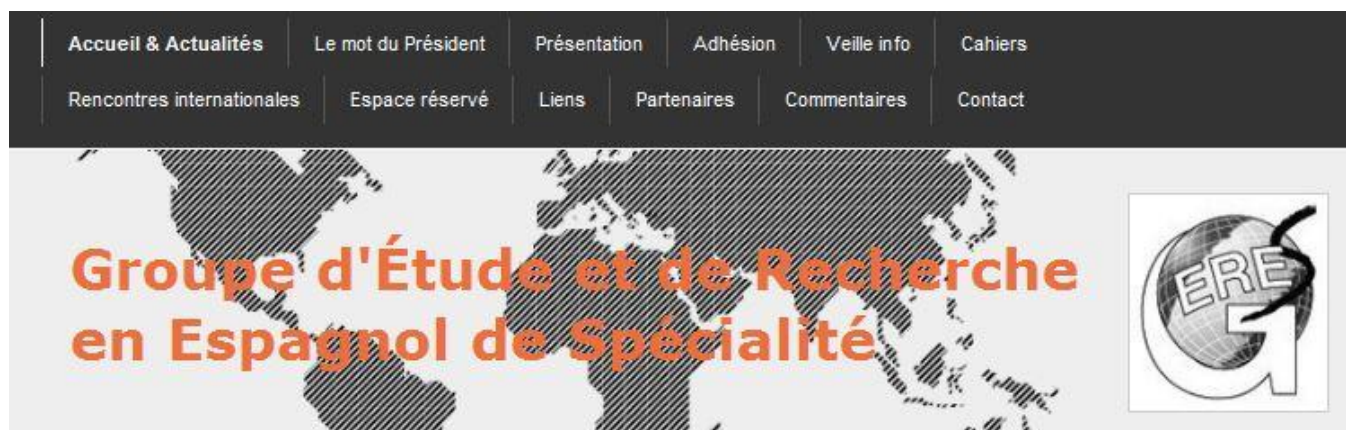 Accueil & Actualités Le mot du Président Présentation Adhésion Veille info Cahiers
Rencontres internationales Espace réservé Liens Partenaires Commentaires Contact
Groupe d'Étude et de Recherche
en Espagnol de Spécialité
GERES